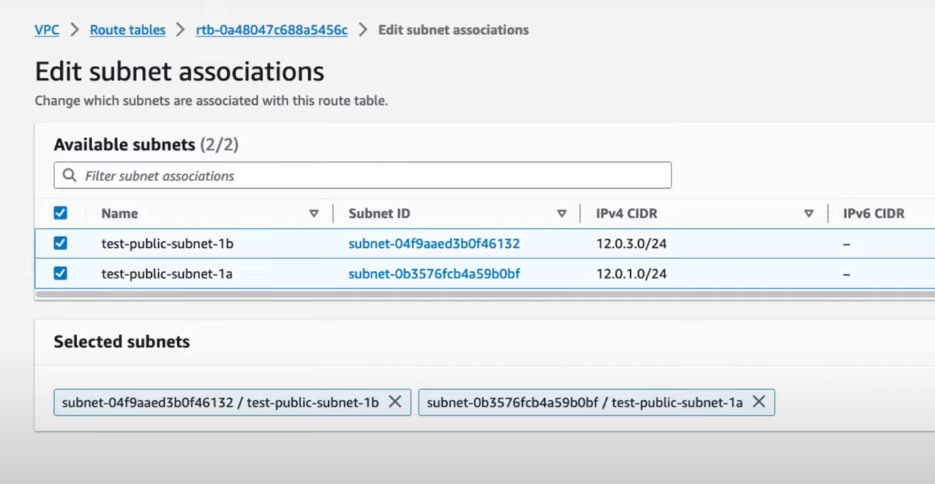 VPC > Route tables > rtb-0a48047c688a5456c > Edit subnet associations
Edit subnet associations
Change which subnets are associated with this route table.
Available subnets (2/2)
Filter subnet associations
Name Subnet ID IPv4 CIDR IPv6 CIDR
test-public-subnet-1b subnet-04f9aaed3b0f46132 12.0.3.0/24 –
test-public-subnet-1a subnet-0b3576fcb4a59b0bf 12.0.1.0/24 –
Selected subnets
subnet-04f9aaed3b0f46132 / test-public-subnet-1b X subnet-0b3576fcb4a59b0bf / test-public-subnet-1a X